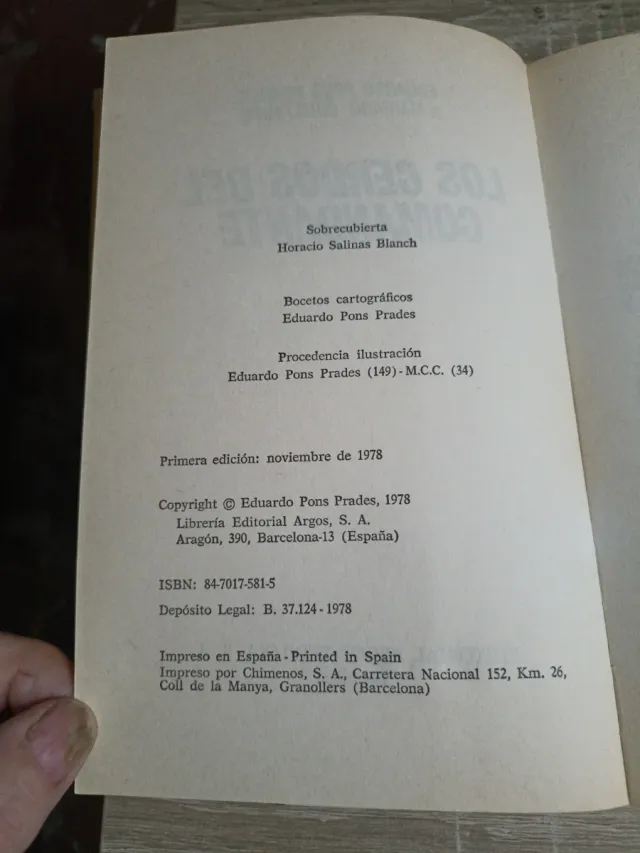 Sobrecubierta
Horacio Salinas Blanch
Bocetos cartográficos
Eduardo Pons Prades
Procedencia ilustración
Eduardo Pons Prades (149) - M.C.C. (34)
Primera edición: noviembre de 1978
Copyright © Eduardo Pons Prades, 1978
Librería Editorial Argos, S. A.
Aragón, 390, Barcelona-13 (España)
ISBN: 84-7017-581-5
Depósito Legal: B. 37.124 - 1978
Impreso en España - Printed in Spain
Impreso por Chimenos, S. A., Carretera Nacional 152, Km. 26,
Coll de la Manya, Granollers (Barcelona)